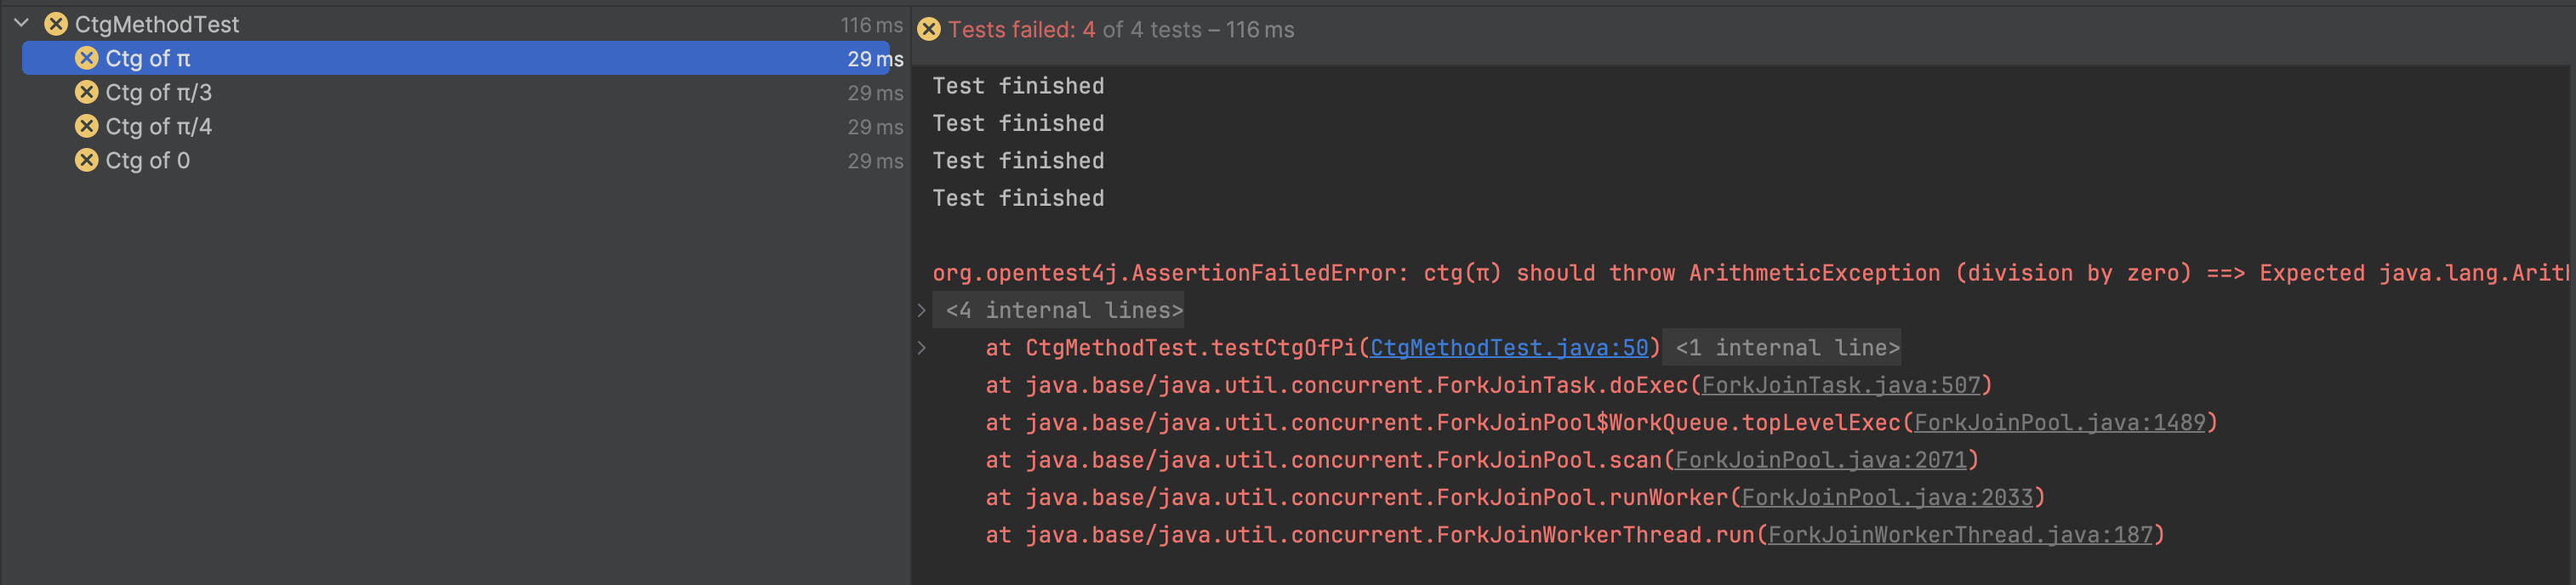 CtgMethodTest 116 ms
Ctg of π 29 ms
Ctg of π/3 29 ms
Ctg of π/4 29 ms
Ctg of 0 29 ms
Tests failed: 4 of 4 tests – 116 ms
Test finished
Test finished
Test finished
Test finished
org.opentest4j.AssertionFailedError: ctg(π) should throw ArithmeticException (division by zero) ==> Expected java.lang.Arith
<4 internal lines>
at CtgMethodTest.testCtgOfPi(CtgMethodTest.java:50) <1 internal line>
at java.base/java.util.concurrent.ForkJoinTask.doExec(ForkJoinTask.java:507)
at java.base/java.util.concurrent.ForkJoinPool$WorkQueue.topLevelExec(ForkJoinPool.java:1489)
at java.base/java.util.concurrent.ForkJoinPool.scan(ForkJoinPool.java:2071)
at java.base/java.util.concurrent.ForkJoinPool.runWorker(ForkJoinPool.java:2033)
at java.base/java.util.concurrent.ForkJoinWorkerThread.run(ForkJoinWorkerThread.java:187)